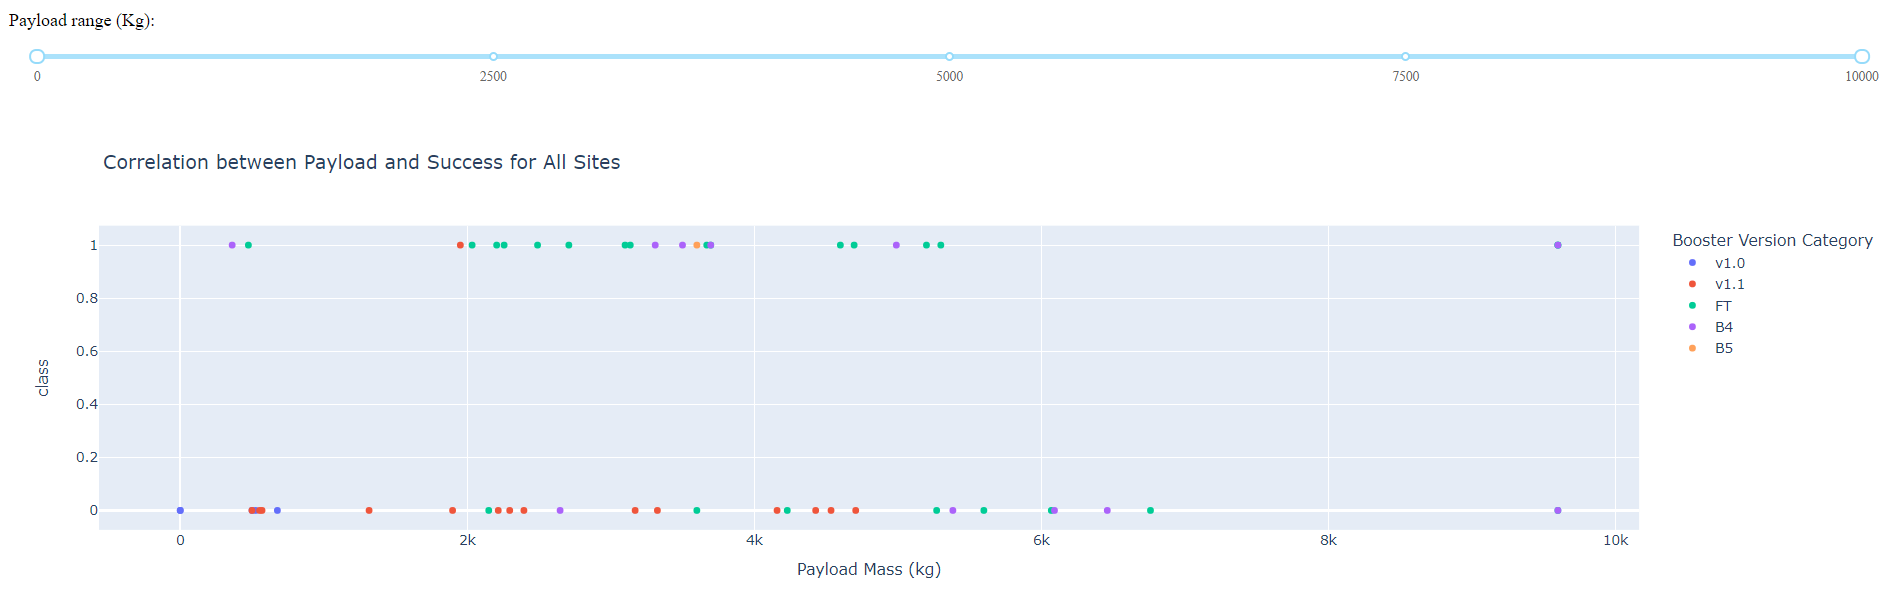 Payload range (Kg):
0 2500 5000 7500 10000
Correlation between Payload and Success for All Sites
1
0.8
0.6
0.4
0.2
0
class
0 2k 4k 6k 8k 10k
Payload Mass (kg)
Booster Version Category
v1.0
v1.1
FT
B4
B5